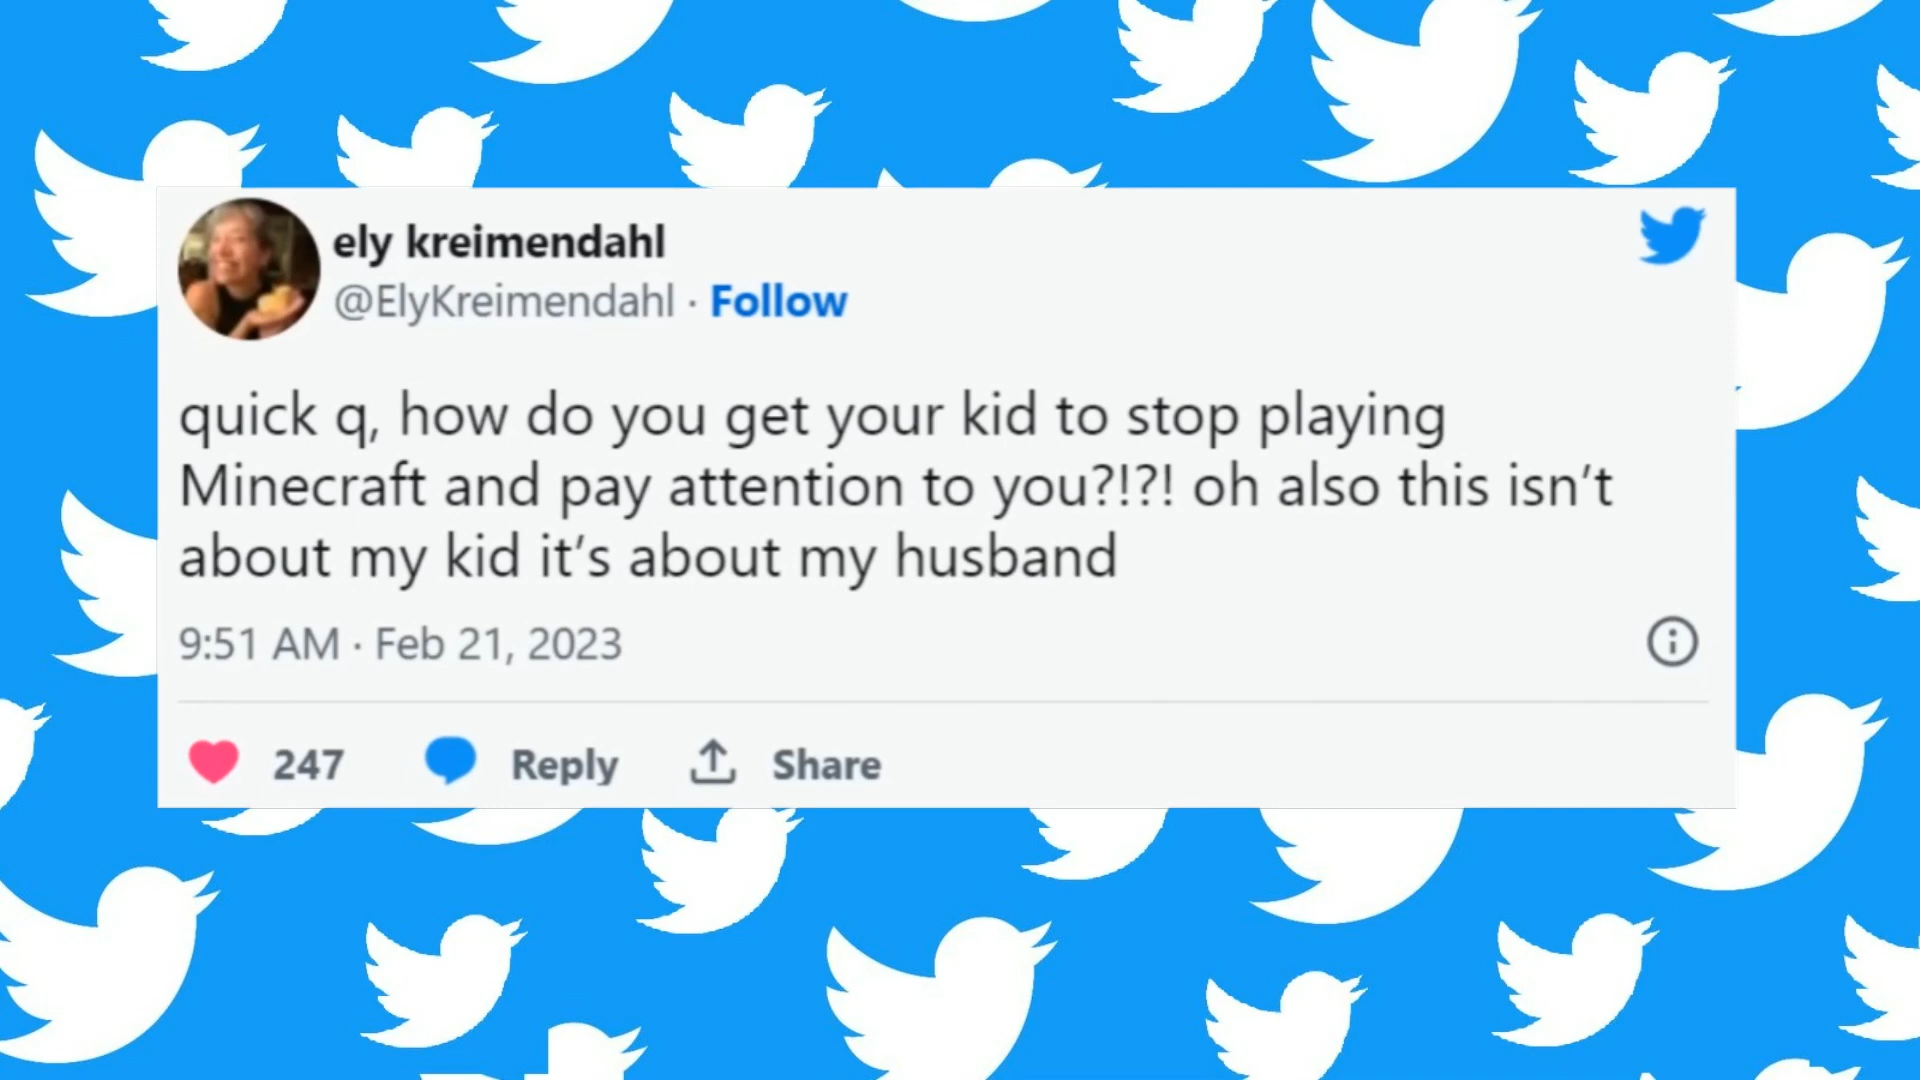 ely kreimendahl
@ElyKreimendahl · Follow
quick q, how do you get your kid to stop playing
Minecraft and pay attention to you?!?! oh also this isn’t
about my kid it’s about my husband
9:51 AM · Feb 21, 2023
247 Reply Share